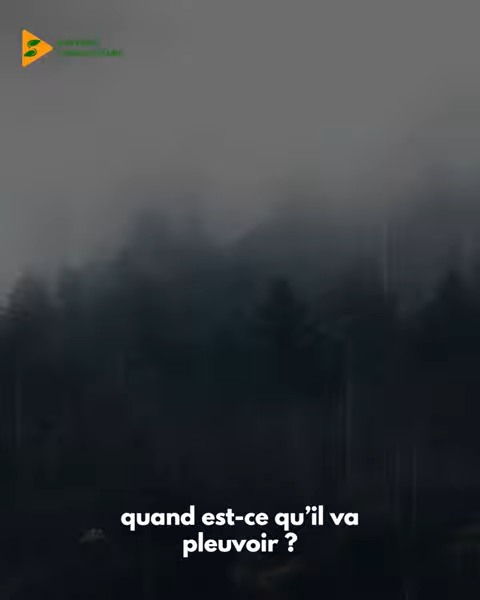 quand est-ce qu’il va
pleuvoir ?